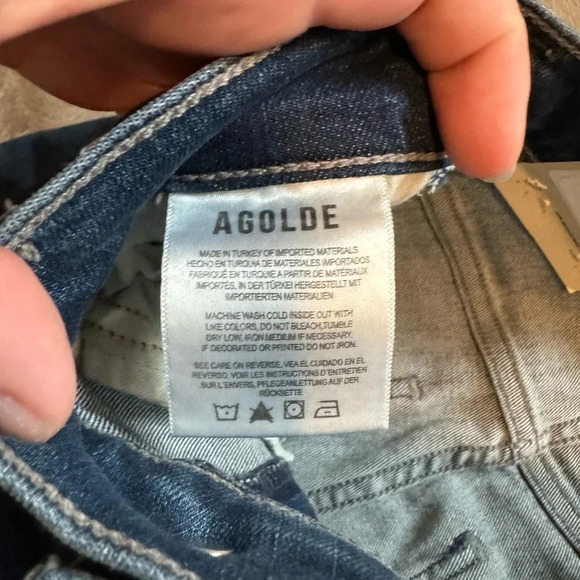 AGOLDE
MADE IN TURKEY OF IMPORTED MATERIALS
HECHO EN TURQUIA DE MATERIALES IMPORTADOS
FABRIQUÉ EN TURQUIE A PARTIR DE MATÉRIAUX
IMPORTÉS, IN DER TÜRKEI HERGESTELLT MIT
IMPORTIERTEN MATERIALIEN
MACHINE WASH COLD INSIDE OUT WITH
LIKE COLORS, DO NOT BLEACH,TUMBLE
DRY LOW, IRON MEDIUM IF NECESSARY.
IF DECORATED OR PRINTED DO NOT IRON.
SEE CARE ON REVERSE, VEA EL CUIDADO EN EL
REVERSO, VOIR LES INSTRUCTIONS D'ENTRETIEN
SUR L'ENVERS, PFLEGEANLEITUNG AUF DER
RÜCKSEITE